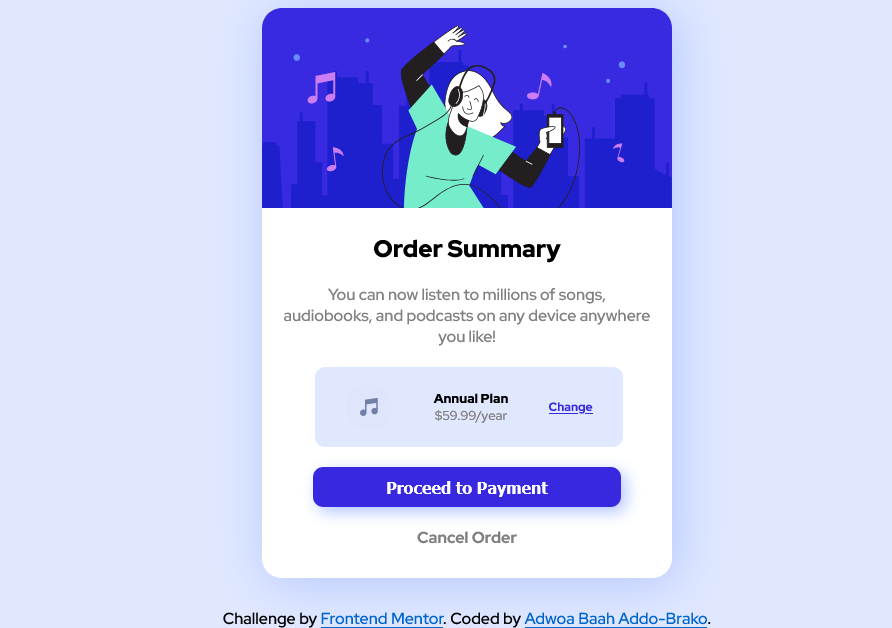 Order Summary
You can now listen to millions of songs,
audiobooks, and podcasts on any device anywhere
you like!
Annual Plan
$59.99/year
Change
Proceed to Payment
Cancel Order
Challenge by Frontend Mentor. Coded by Adwoa Baah Addo-Brako.